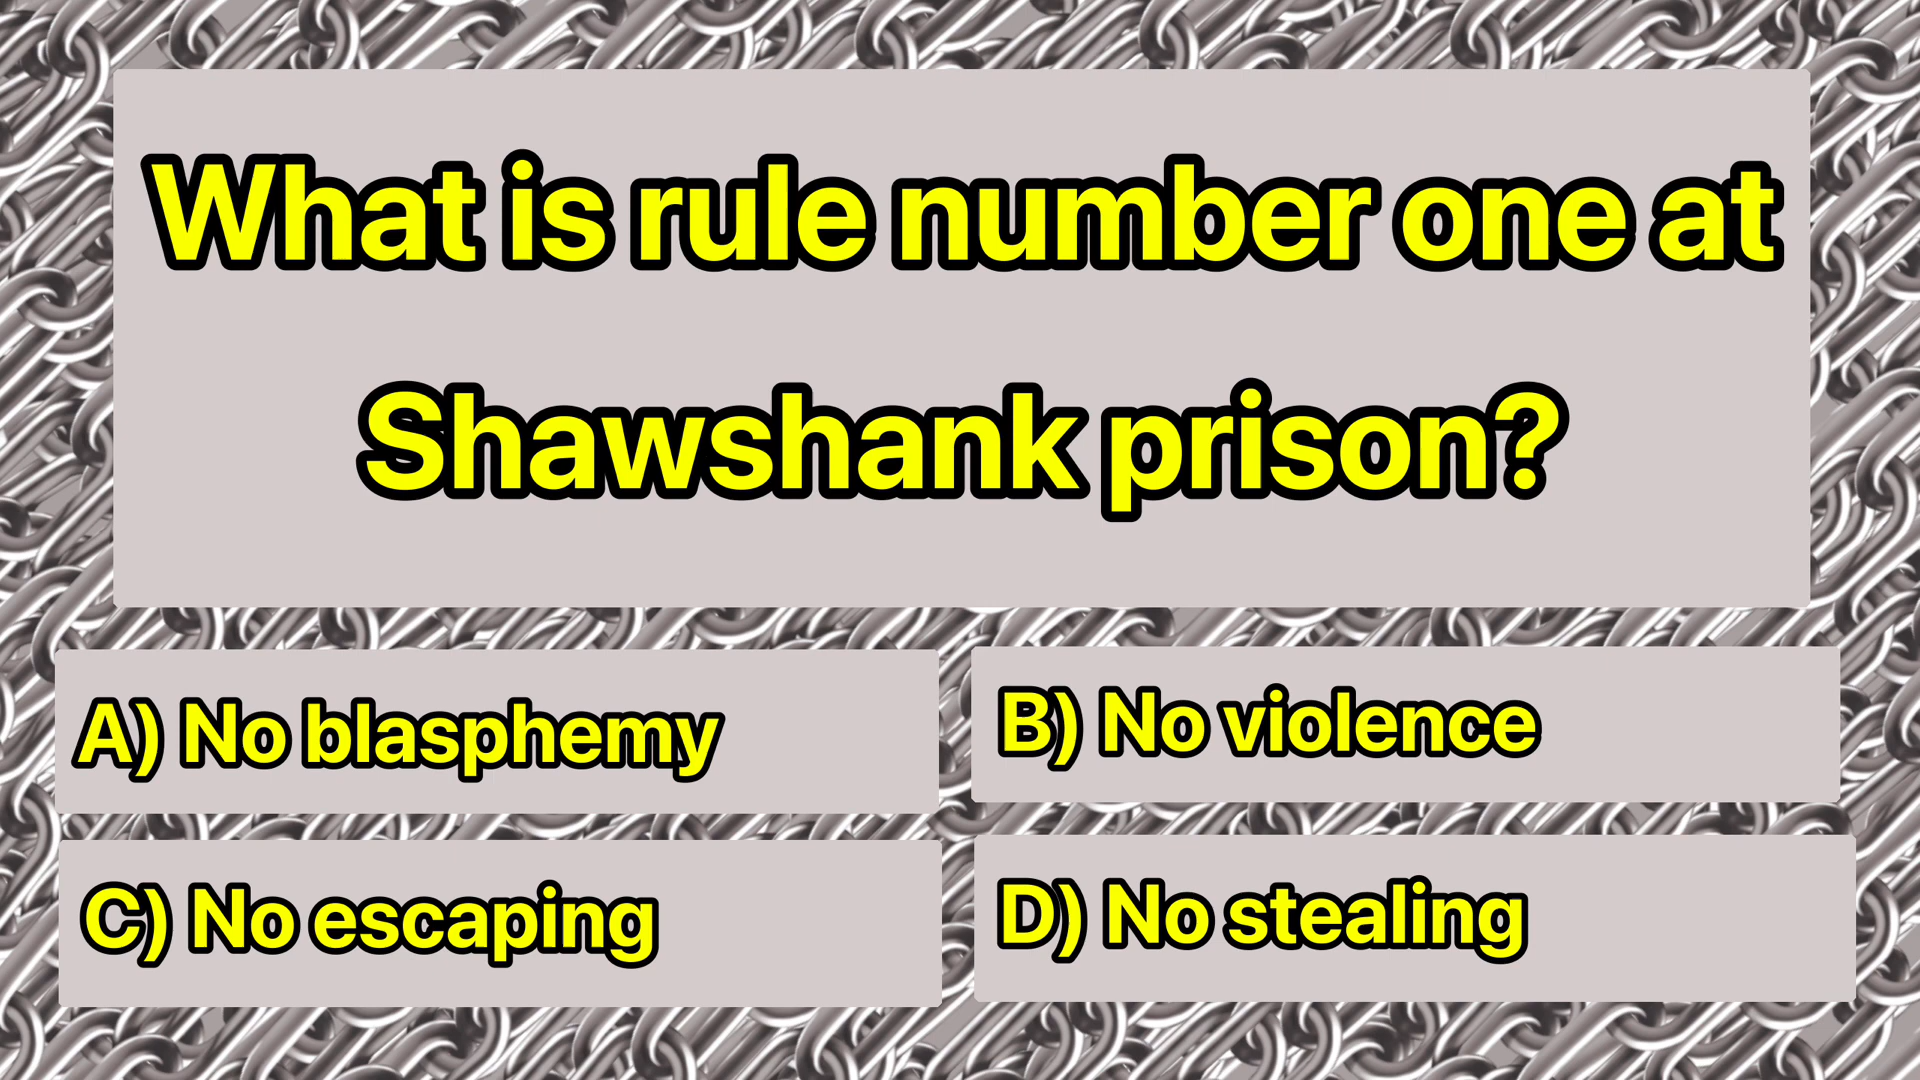 What is rule number one at
Shawshank prison?
A) No blasphemy
B) No violence
C) No escaping
D) No stealing